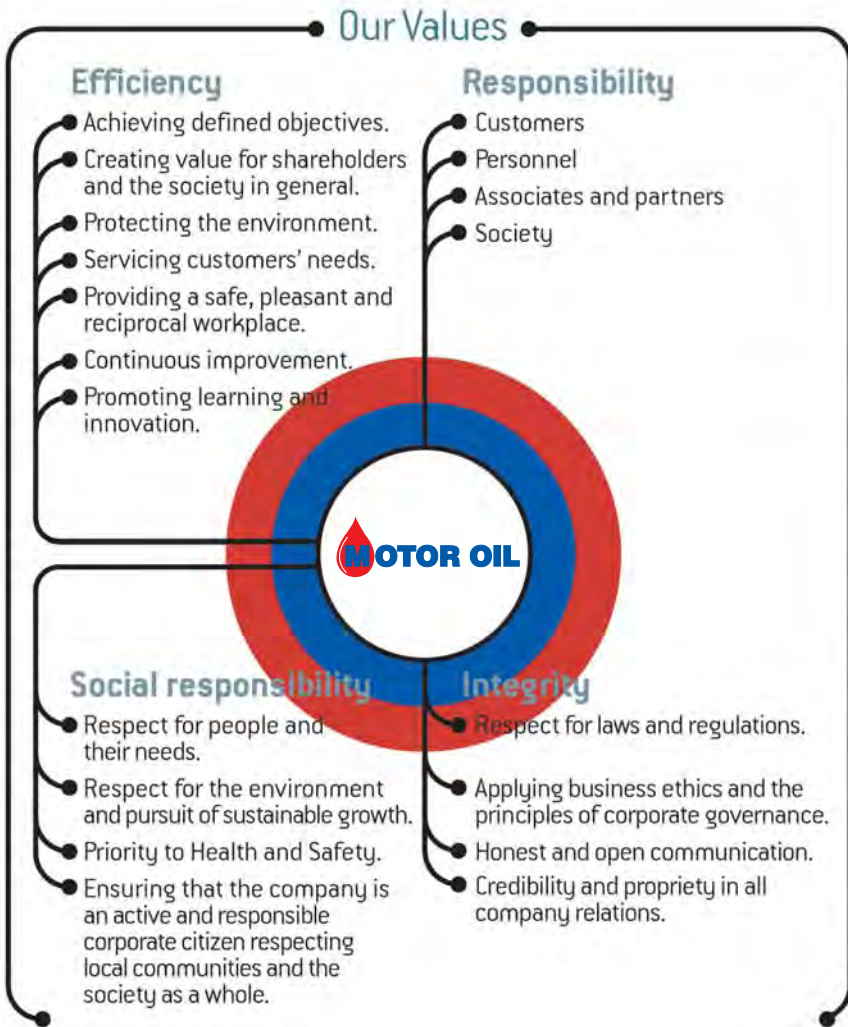 Our Values
Efficiency
Achieving defined objectives.
Creating value for shareholders
and the society in general.
Protecting the environment.
Servicing customers' needs.
Providing a safe, pleasant and
reciprocal workplace.
Continuous improvement.
Promoting learning and
innovation.
Responsibility
Customers
Personnel
Associates and partners
Society
MOTOR OIL
Social responsibility
Respect for people and
their needs.
Respect for the environment
and pursuit of sustainable growth.
Priority to Health and Safety.
Ensuring that the company is
an active and responsible
corporate citizen respecting
local communities and the
society as a whole.
Integrity
Respect for laws and regulations.
Applying business ethics and the
principles of corporate governance.
Honest and open communication.
Credibility and propriety in all
company relations.